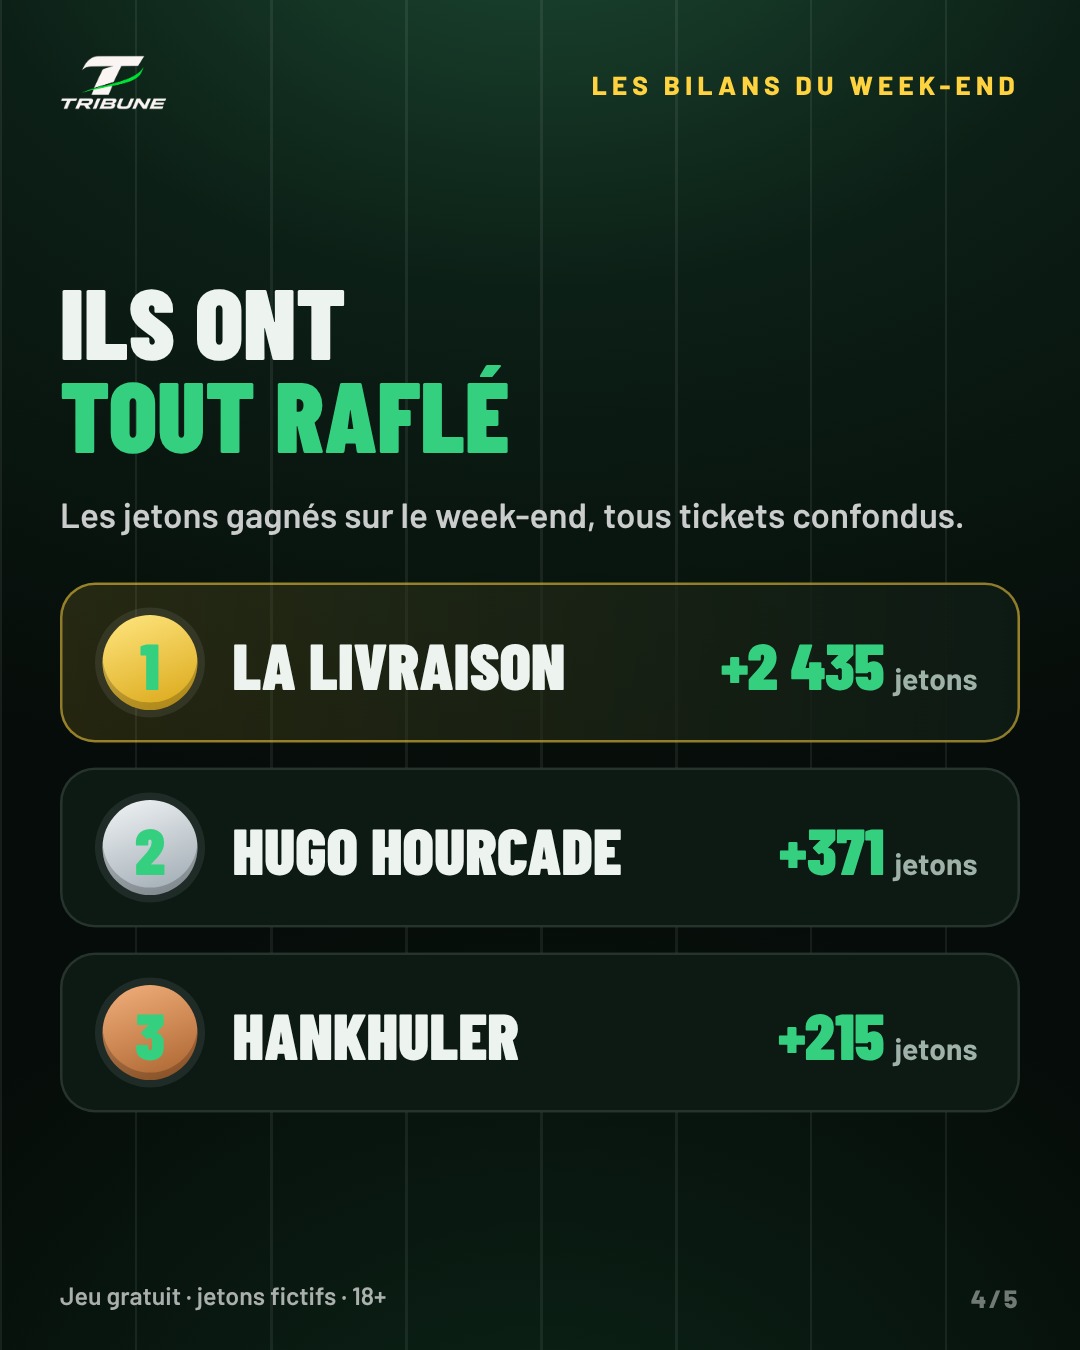 TRIBUNE
LES BILANS DU WEEK-END
ILS ONT
TOUT RAFLÉ
Les jetons gagnés sur le week-end, tous tickets confondus.
1 LA LIVRAISON +2 435 jetons
2 HUGO HOURCADE +371 jetons
3 HANKHULER +215 jetons
Jeu gratuit · jetons fictifs · 18+
4/5